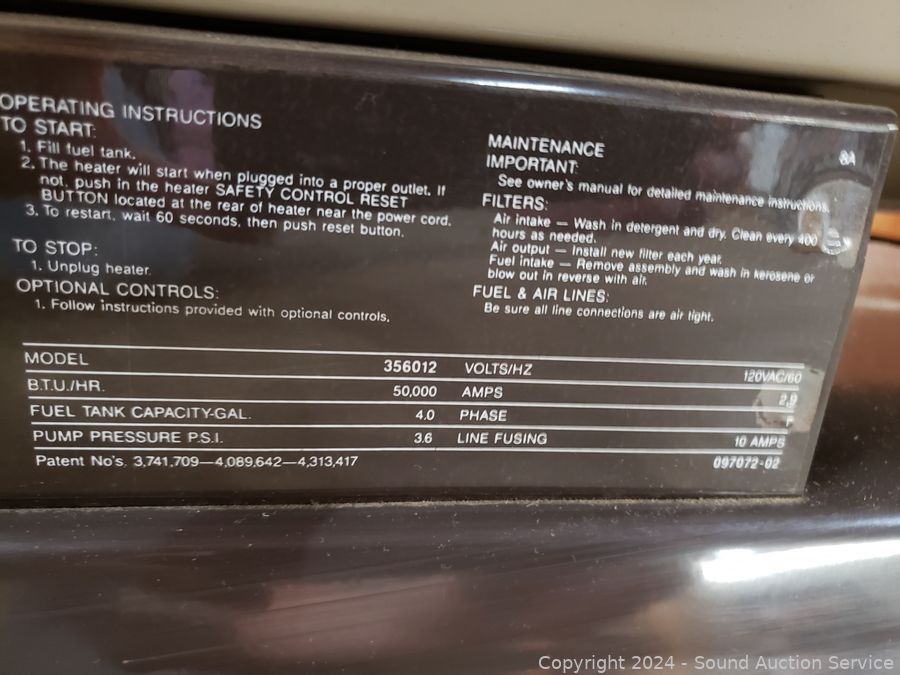 OPERATING INSTRUCTIONS
TO START:
1. Fill fuel tank.
2. The heater will start when plugged into a proper outlet. If
not, push in the heater SAFETY CONTROL RESET
BUTTON located at the rear of heater near the power cord.
3. To restart, wait 60 seconds, then push reset button.
TO STOP:
1. Unplug heater.
OPTIONAL CONTROLS:
1. Follow instructions provided with optional controls.
8A
MAINTENANCE
IMPORTANT:
See owner's manual for detailed maintenance instructions.
FILTERS:
Air intake — Wash in detergent and dry. Clean every 400
hours as needed.
Air output — Install new filter each year.
Fuel intake — Remove assembly and wash in kerosene or
blow out in reverse with air.
FUEL & AIR LINES:
Be sure all line connections are air tight.
MODEL 356012 VOLTS/HZ 120VAC/60
B.T.U./HR. 50,000 AMPS 2.9
FUEL TANK CAPACITY-GAL. 4.0 PHASE
PUMP PRESSURE P.S.I. 3.6 LINE FUSING 10 AMPS
Patent No's. 3,741,709—4,089,642—4,313,417 097072-02
Copyright 2024 - Sound Auction Service